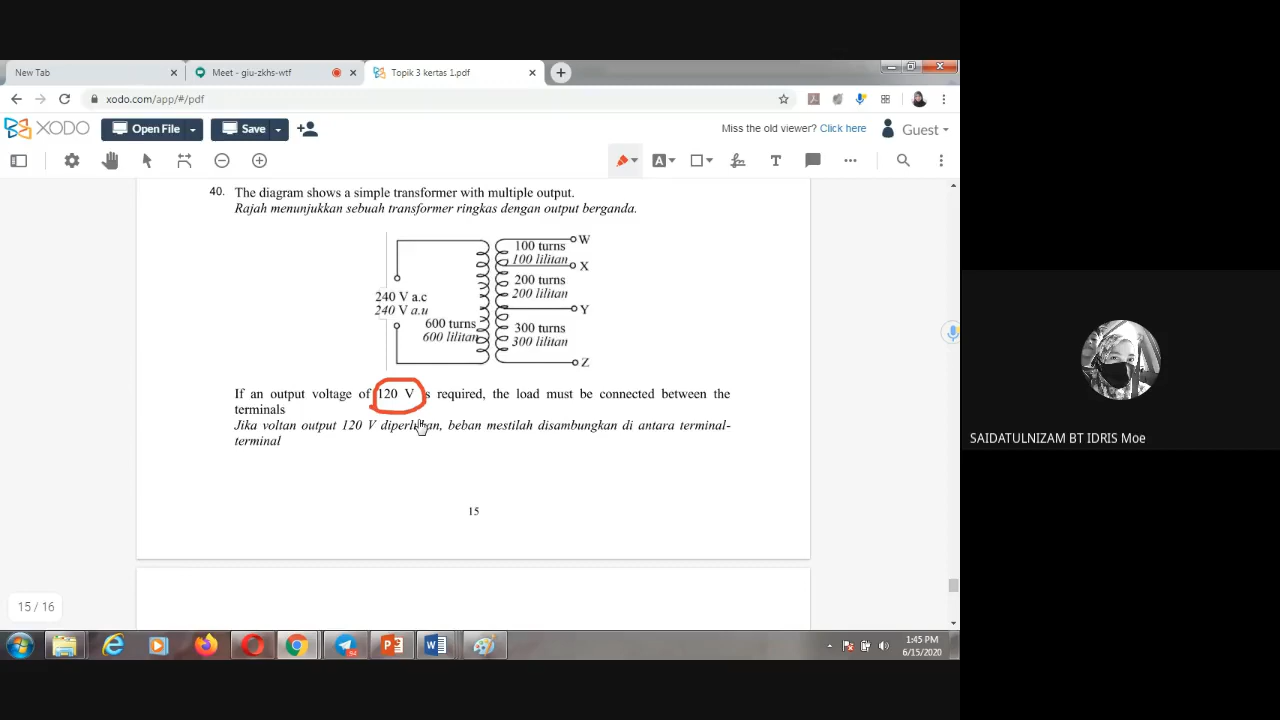 New Tab
Meet - giu-zkhs-wtf
Topik 3 kertas 1.pdf
xodo.com/app/#/pdf
XODO
Open File
Save
Miss the old viewer? Click here
Guest
A
T
40. The diagram shows a simple transformer with multiple output.
Rajah menunjukkan sebuah transformer ringkas dengan output berganda.
W
100 turns
100 lilitan
X
200 turns
200 lilitan
240 V a.c
240 V a.u
Y
600 turns
600 lilitan
300 turns
300 lilitan
Z
If an output voltage of 120 V is required, the load must be connected between the
terminals
Jika voltan output 120 V diperlukan, beban mestilah disambungkan di antara terminal-
terminal
15
15 / 16
SAIDATULNIZAM BT IDRIS Moe
1:45 PM
6/15/2020